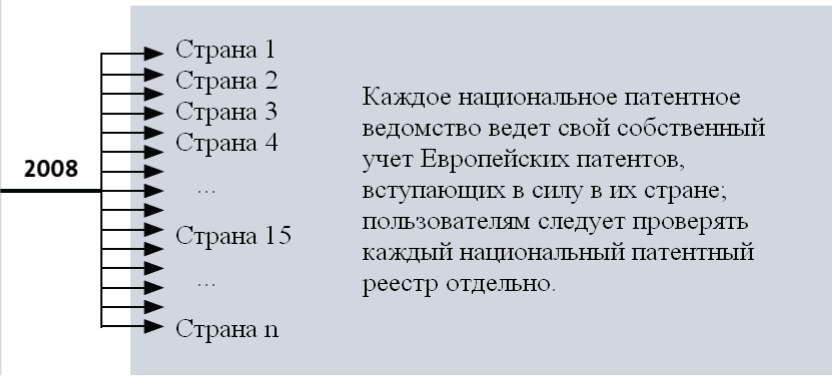 2008
Страна 1
Страна 2
Страна 3
Страна 4
...
Страна 15
...
Страна n
Каждое национальное патентное
ведомство ведет свой собственный
учет Европейских патентов,
вступающих в силу в их стране;
пользователям следует проверять
каждый национальный патентный
реестр отдельно.